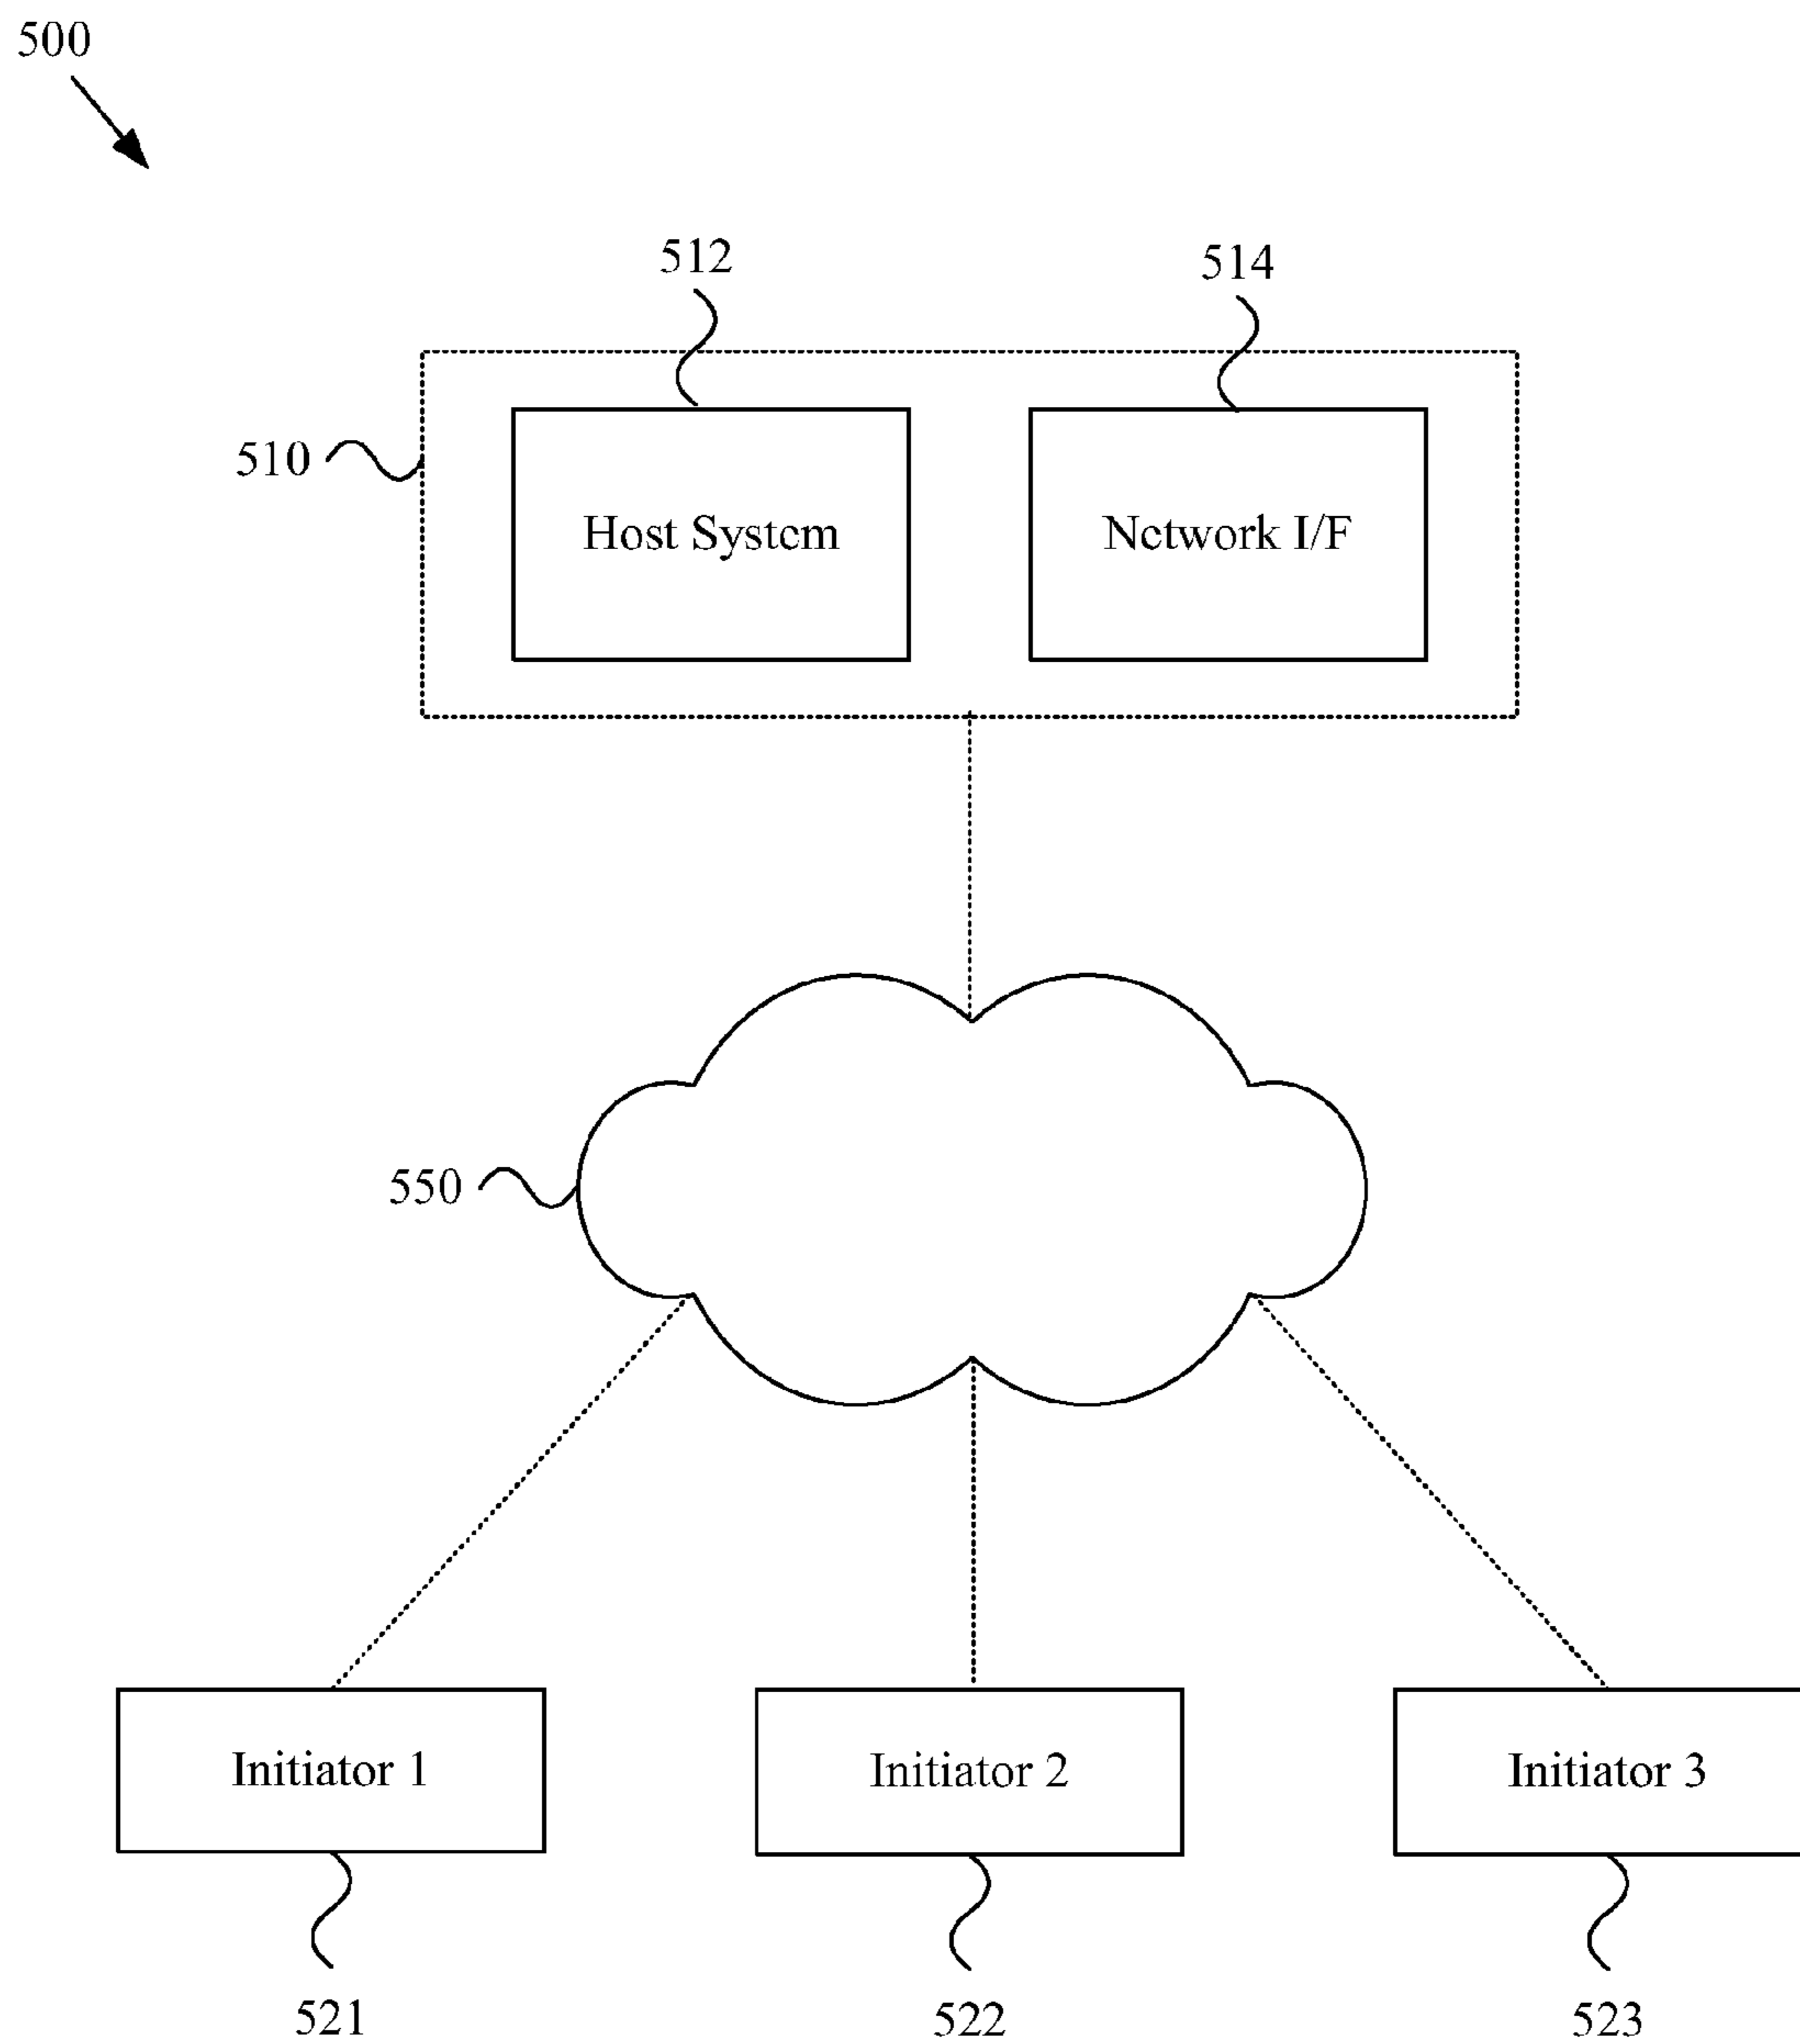 500
512
514
510
Host System
Network I/F
550
Initiator 1
Initiator 2
Initiator 3
521
522
523